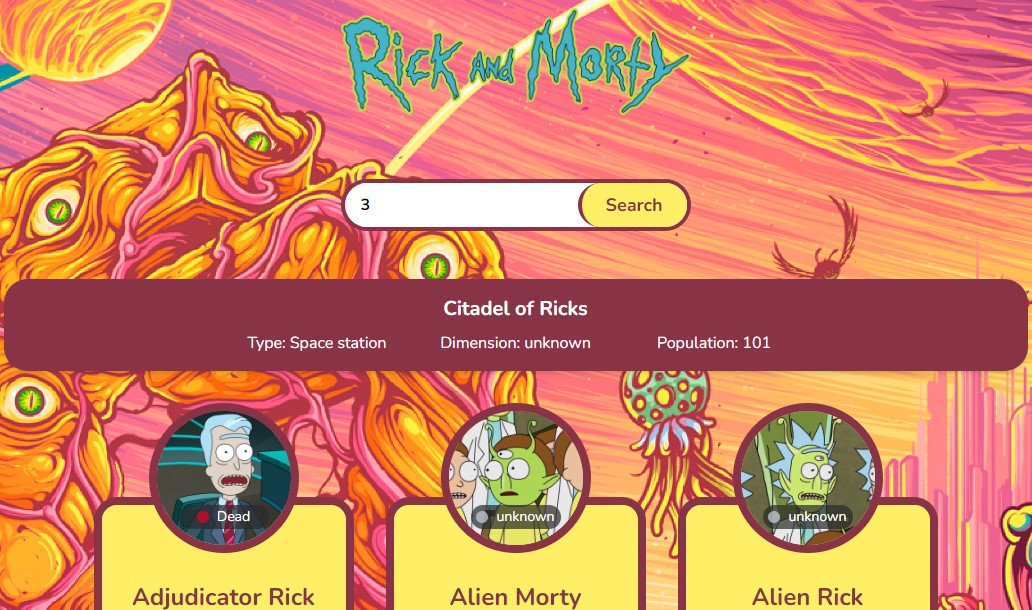 Rick and Morty
3
Search
Citadel of Ricks
Type: Space station
Dimension: unknown
Population: 101
Dead
unknown
unknown
Adjudicator Rick
Alien Morty
Alien Rick